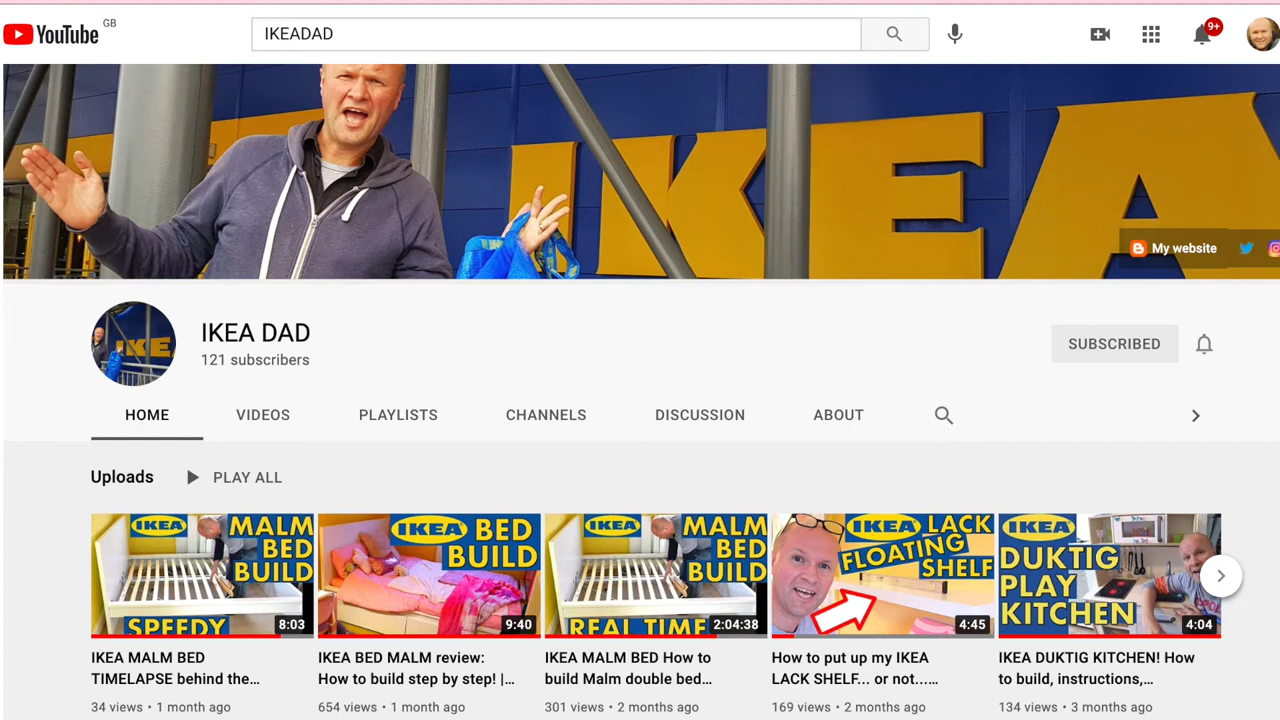 YouTube GB
IKEADAD
9+
IKEA
My website
IKEA DAD
121 subscribers
SUBSCRIBED
HOME VIDEOS PLAYLISTS CHANNELS DISCUSSION ABOUT
Uploads PLAY ALL
IKEA MALM BED BUILD SPEEDY 8:03
IKEA BED BUILD 9:40
IKEA MALM BED BUILD REAL TIME 2:04:38
IKEA LACK FLOATING SHELF 4:45
IKEA DUKTIG PLAY KITCHEN 4:04
IKEA MALM BED
TIMELAPSE behind the...
34 views • 1 month ago
IKEA BED MALM review:
How to build step by step! |...
654 views • 1 month ago
IKEA MALM BED How to
build Malm double bed...
301 views • 2 months ago
How to put up my IKEA
LACK SHELF... or not......
169 views • 2 months ago
IKEA DUKTIG KITCHEN! How
to build, instructions,...
134 views • 3 months ago